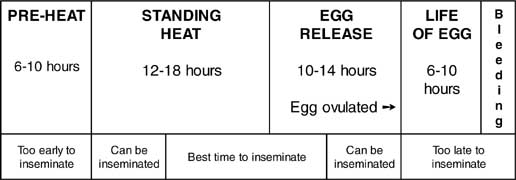 PRE-HEAT
6-10 hours
STANDING
HEAT
12-18 hours
EGG
RELEASE
10-14 hours
Egg ovulated →
LIFE
OF EGG
6-10
hours
Bleeding
Too early to
inseminate
Can be
inseminated
Best time to inseminate
Can be
inseminated
Too late to
inseminate